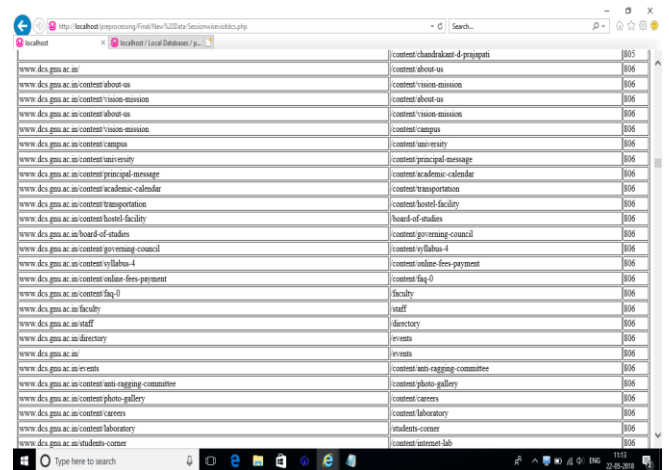 http://localhost/preprocessing/Final/New%20Data/Sessionwisevisitdcs.php
Search...
localhost
localhost / Local Databases / p...
/content/chandrakant-d-prajapati 805
www.dcs.gnu.ac.in/ /content/about-us 806
www.dcs.gnu.ac.in/content/about-us /content/vision-mission 806
www.dcs.gnu.ac.in/content/vision-mission /content/about-us 806
www.dcs.gnu.ac.in/content/about-us /content/vision-mission 806
www.dcs.gnu.ac.in/content/vision-mission /content/campus 806
www.dcs.gnu.ac.in/content/campus /content/university 806
www.dcs.gnu.ac.in/content/university /content/principal-message 806
www.dcs.gnu.ac.in/content/principal-message /content/academic-calendar 806
www.dcs.gnu.ac.in/content/academic-calendar /content/transportation 806
www.dcs.gnu.ac.in/content/transportation /content/hostel-facility 806
www.dcs.gnu.ac.in/content/hostel-facility /board-of-studies 806
www.dcs.gnu.ac.in/board-of-studies /content/governing-council 806
www.dcs.gnu.ac.in/content/governing-council /content/syllabus-4 806
www.dcs.gnu.ac.in/content/syllabus-4 /content/online-fees-payment 806
www.dcs.gnu.ac.in/content/online-fees-payment /content/faq-0 806
www.dcs.gnu.ac.in/content/faq-0 /faculty 806
www.dcs.gnu.ac.in/faculty /staff 806
www.dcs.gnu.ac.in/staff /directory 806
www.dcs.gnu.ac.in/directory /events 806
www.dcs.gnu.ac.in/ /events 806
www.dcs.gnu.ac.in/events /content/anti-ragging-committee 806
www.dcs.gnu.ac.in/content/anti-ragging-committee /content/photo-gallery 806
www.dcs.gnu.ac.in/content/photo-gallery /content/careers 806
www.dcs.gnu.ac.in/content/careers /content/laboratory 806
www.dcs.gnu.ac.in/content/laboratory /students-corner 806
www.dcs.gnu.ac.in/students-corner /content/internet-lab 806
Type here to search
ENG
11:13
22-05-2018